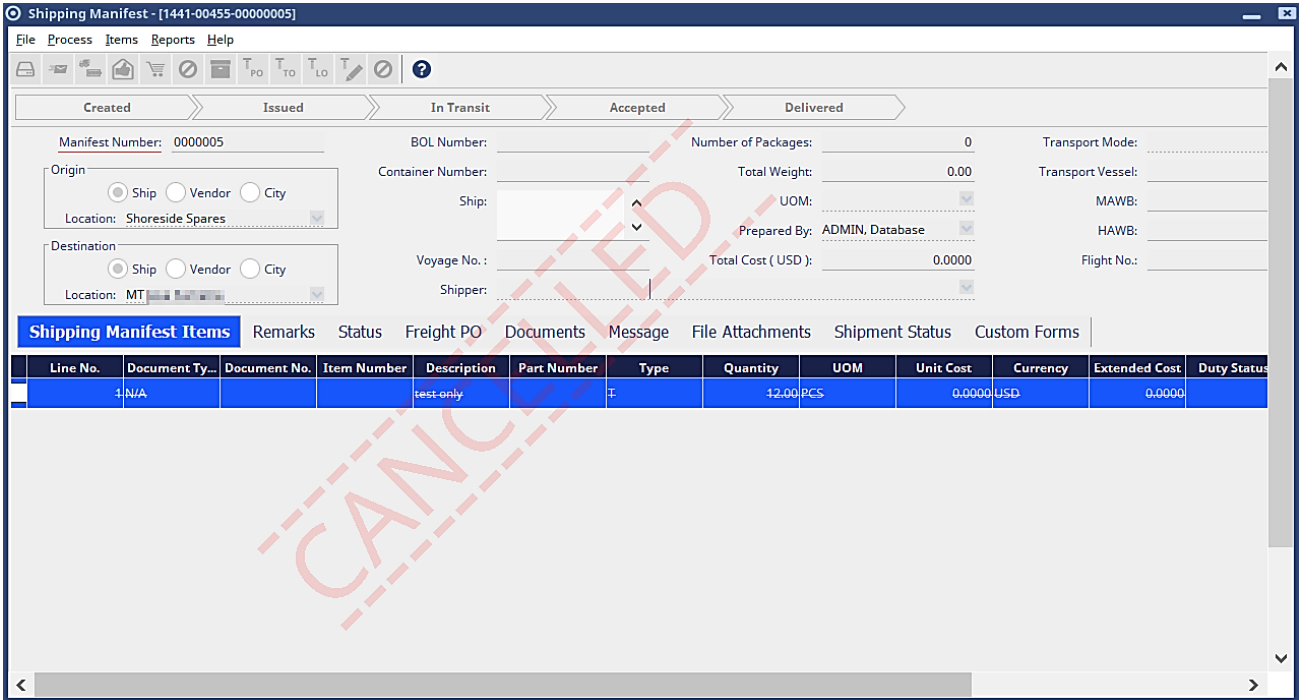 Shipping Manifest - [1441-00455-00000005]
File Process Items Reports Help
TPO TTO TLO T ?
Created Issued In Transit Accepted Delivered
Manifest Number: 0000005 BOL Number: Number of Packages: 0 Transport Mode:
Origin Container Number: Total Weight: 0.00 Transport Vessel:
Ship Vendor City Ship: UOM: MAWB:
Location: Shoreside Spares Prepared By: ADMIN, Database HAWB:
Destination
Ship Vendor City Voyage No. : Total Cost ( USD ): 0.0000 Flight No.:
Location: MT Shipper:
Shipping Manifest Items Remarks Status Freight PO Documents Message File Attachments Shipment Status Custom Forms
Line No. Document Ty... Document No. Item Number Description Part Number Type Quantity UOM Unit Cost Currency Extended Cost Duty Status
1 N/A test only T 12.00 PCS 0.0000 USD 0.0000
CANCELLED